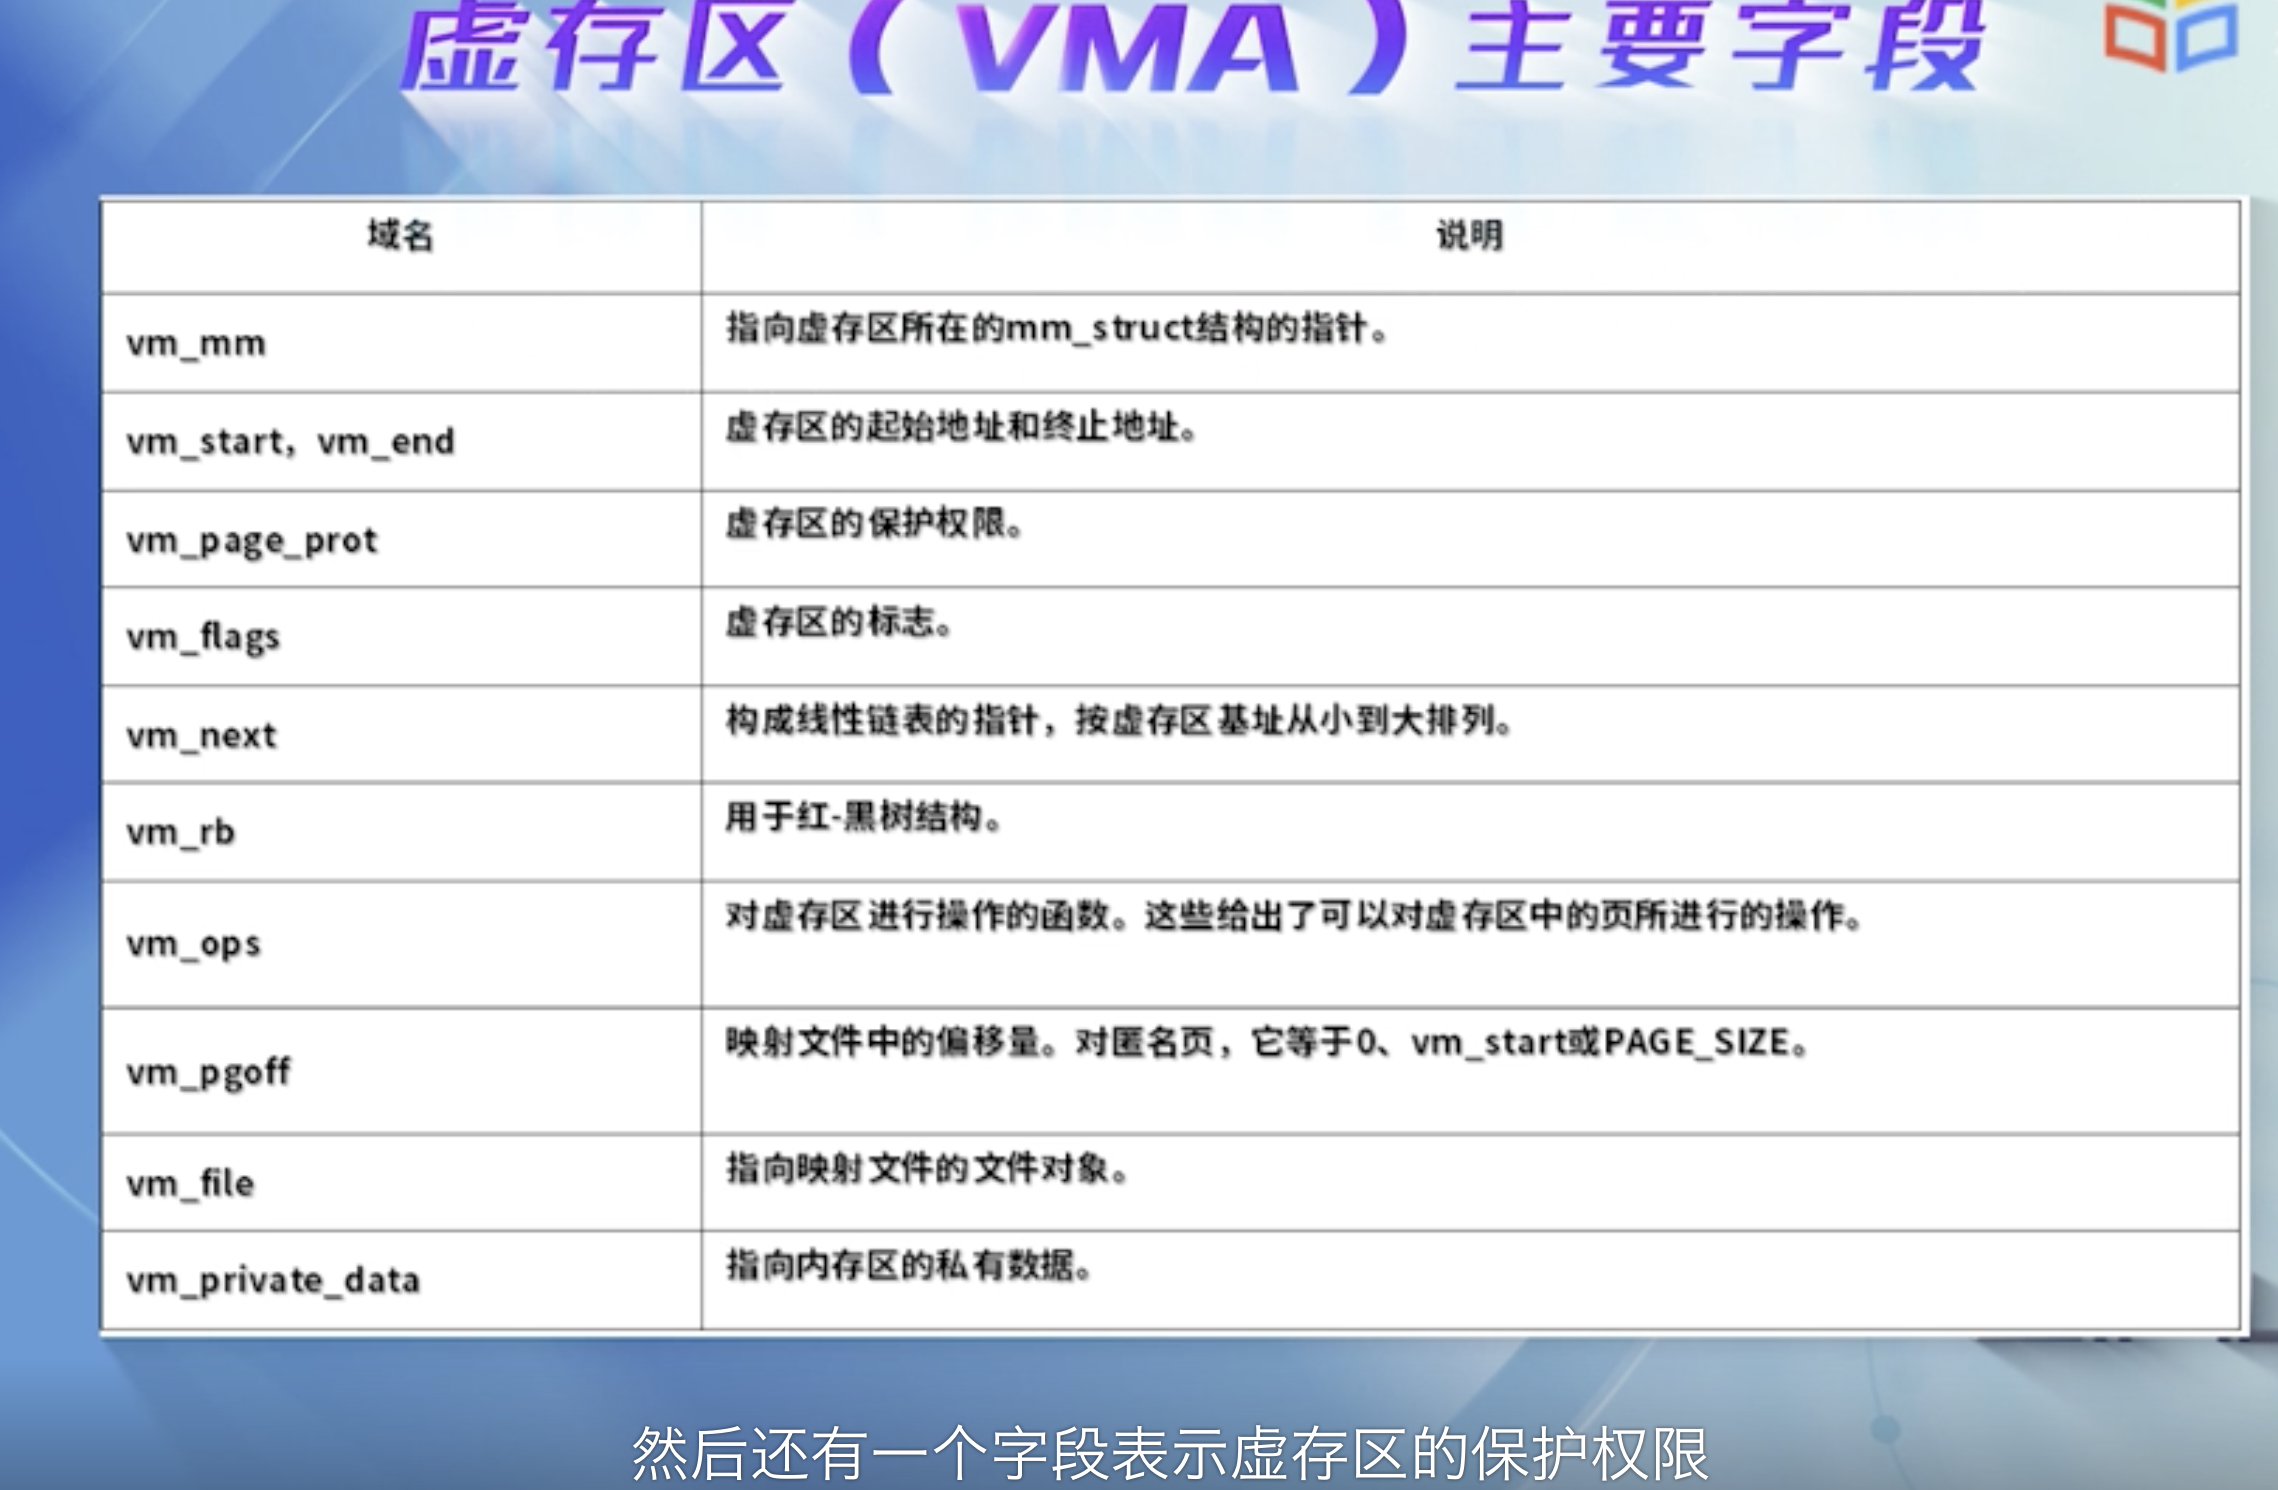 虚存区（VMA）主要字段
域名 说明
vm_mm 指向虚存区所在的mm_struct结构的指针。
vm_start，vm_end 虚存区的起始地址和终止地址。
vm_page_prot 虚存区的保护权限。
vm_flags 虚存区的标志。
vm_next 构成线性链表的指针，按虚存区基址从小到大排列。
vm_rb 用于红-黑树结构。
vm_ops 对虚存区进行操作的函数。这些给出了可以对虚存区中的页所进行的操作。
vm_pgoff 映射文件中的偏移量。对匿名页，它等于0、vm_start或PAGE_SIZE。
vm_file 指向映射文件的文件对象。
vm_private_data 指向内存区的私有数据。
然后还有一个字段表示虚存区的保护权限